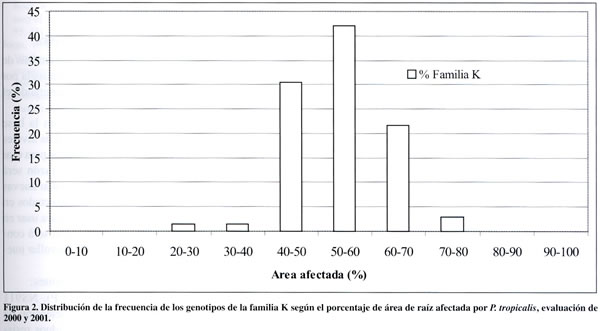 45
40
35
30
25
20
15
10
5
0
Frecuencia (%)
% Familia K
0-10 10-20 20-30 30-40 40-50 50-60 60-70 70-80 80-90 90-100
Area afectada (%)
Figura 2. Distribución de la frecuencia de los genotipos de la familia K según el porcentaje de área de raíz afectada por P. tropicalis, evaluación de
2000 y 2001.